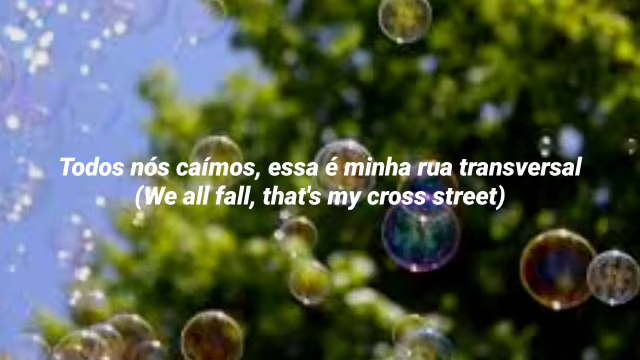 Todos nós caímos, essa é minha rua transversal
(We all fall, that's my cross street)